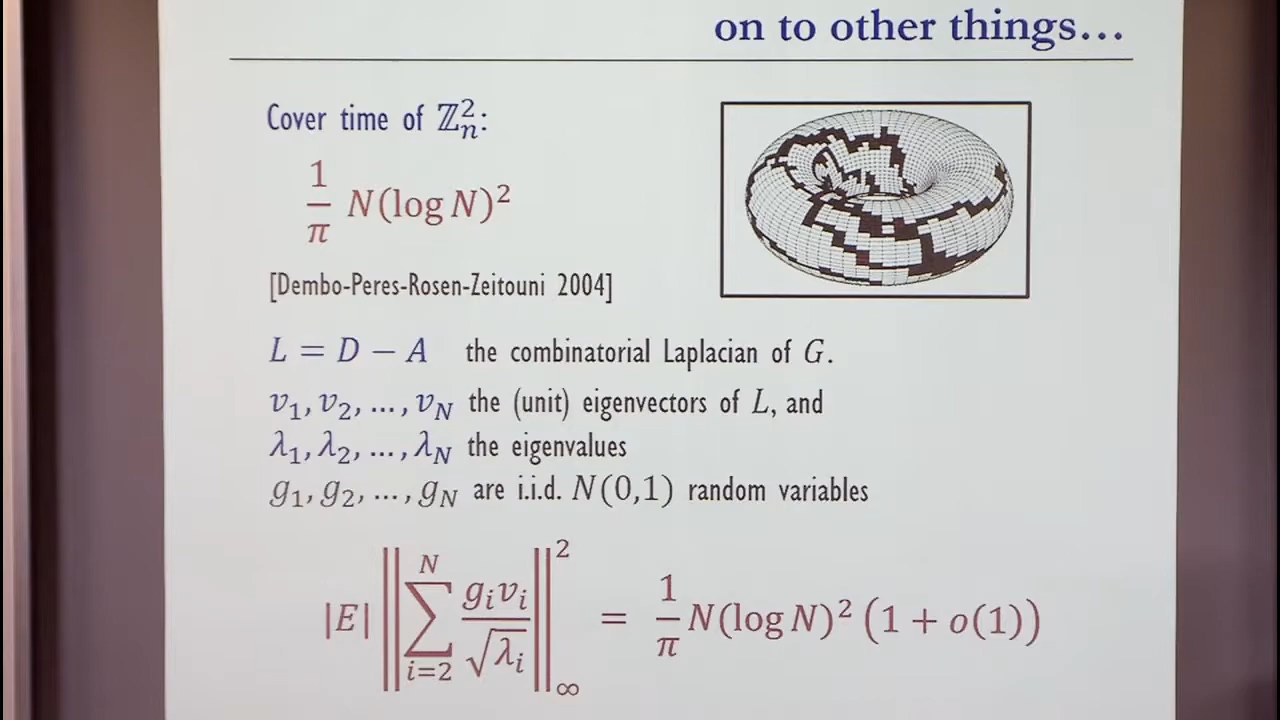 on to other things…
Cover time of ℤ²ₙ:
1/π N(log N)²
[Dembo-Peres-Rosen-Zeitouni 2004]
L = D − A the combinatorial Laplacian of G.
v₁, v₂, …, v_N the (unit) eigenvectors of L, and
λ₁, λ₂, …, λ_N the eigenvalues
g₁, g₂, …, g_N are i.i.d. N(0,1) random variables
|E| ‖∑_{i=2}^{N} g_i v_i / √λ_i‖²_∞ = 1/π N(log N)² (1 + o(1))